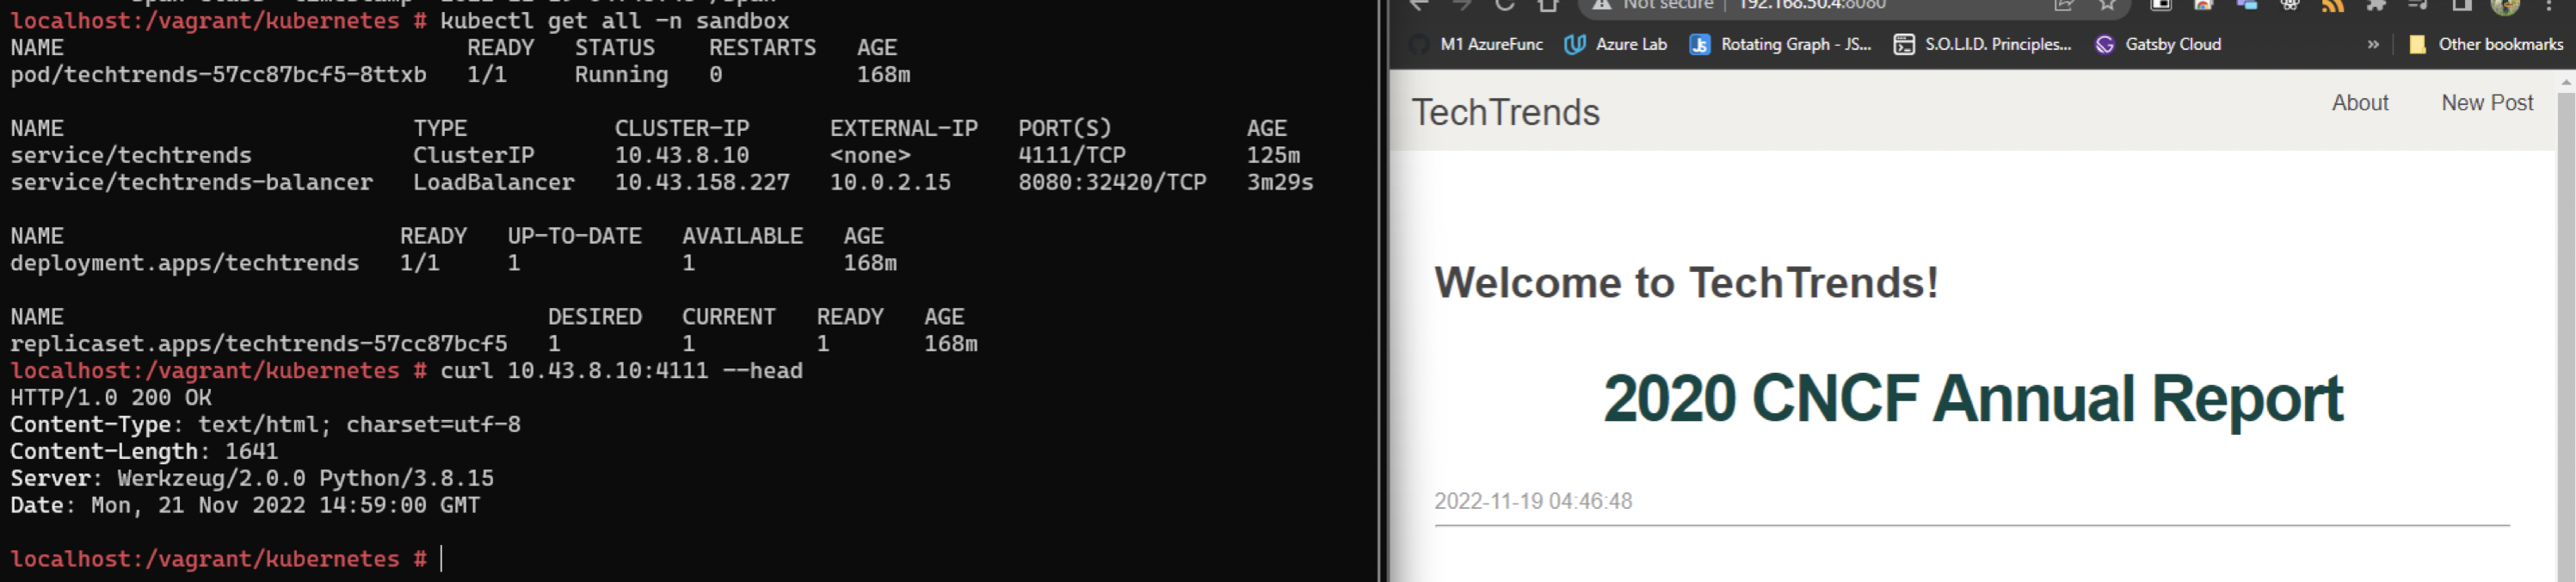 localhost:/vagrant/kubernetes # kubectl get all -n sandbox
NAME READY STATUS RESTARTS AGE
pod/techtrends-57cc87bcf5-8ttxb 1/1 Running 0 168m
NAME TYPE CLUSTER-IP EXTERNAL-IP PORT(S) AGE
service/techtrends ClusterIP 10.43.8.10 <none> 4111/TCP 125m
service/techtrends-balancer LoadBalancer 10.43.158.227 10.0.2.15 8080:32420/TCP 3m29s
NAME READY UP-TO-DATE AVAILABLE AGE
deployment.apps/techtrends 1/1 1 1 168m
NAME DESIRED CURRENT READY AGE
replicaset.apps/techtrends-57cc87bcf5 1 1 1 168m
localhost:/vagrant/kubernetes # curl 10.43.8.10:4111 --head
HTTP/1.0 200 OK
Content-Type: text/html; charset=utf-8
Content-Length: 1641
Server: Werkzeug/2.0.0 Python/3.8.15
Date: Mon, 21 Nov 2022 14:59:00 GMT
localhost:/vagrant/kubernetes #
Not secure 192.168.50.4:8080
M1 AzureFunc Azure Lab Rotating Graph - JS... S.O.L.I.D. Principles... Gatsby Cloud » Other bookmarks
TechTrends About New Post
Welcome to TechTrends!
2020 CNCF Annual Report
2022-11-19 04:46:48